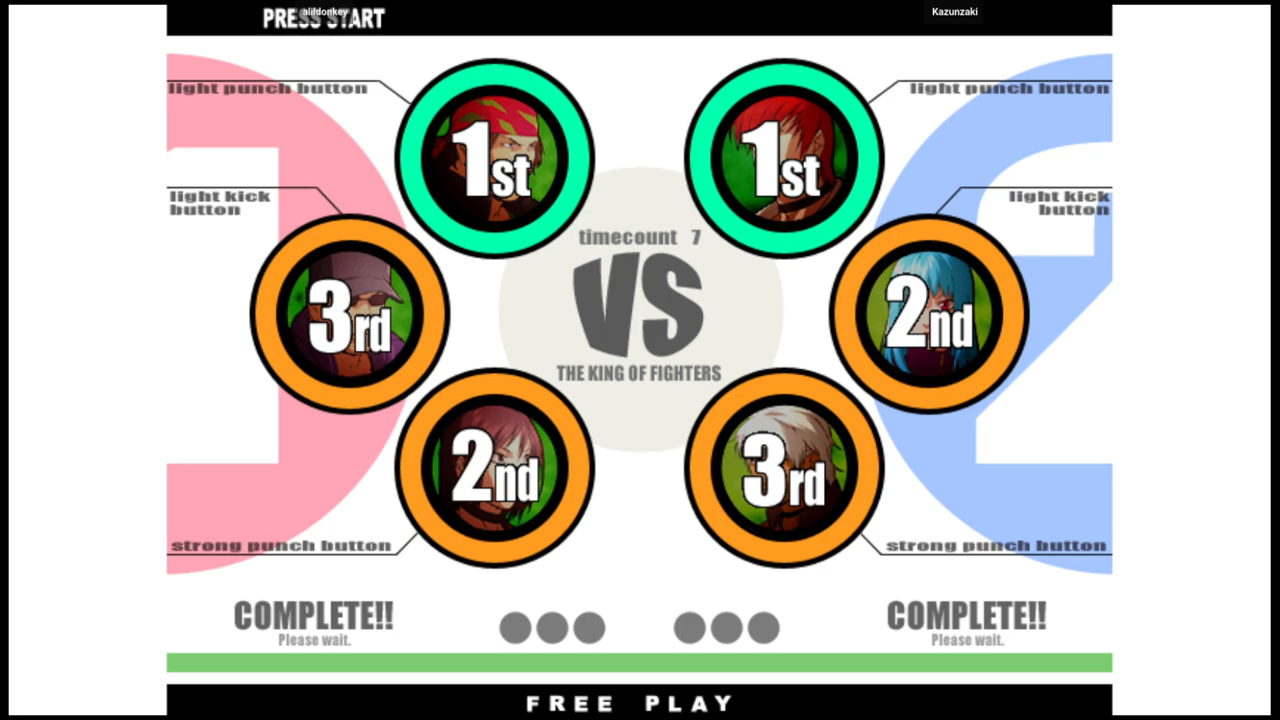 PRESS START
alildonkey
Kazunzaki
light punch button
light punch button
1st
1st
light kick
button
light kick
button
timecount 7
VS
THE KING OF FIGHTERS
3rd
2nd
2nd
3rd
strong punch button
strong punch button
COMPLETE!!
Please wait.
COMPLETE!!
Please wait.
FREE PLAY